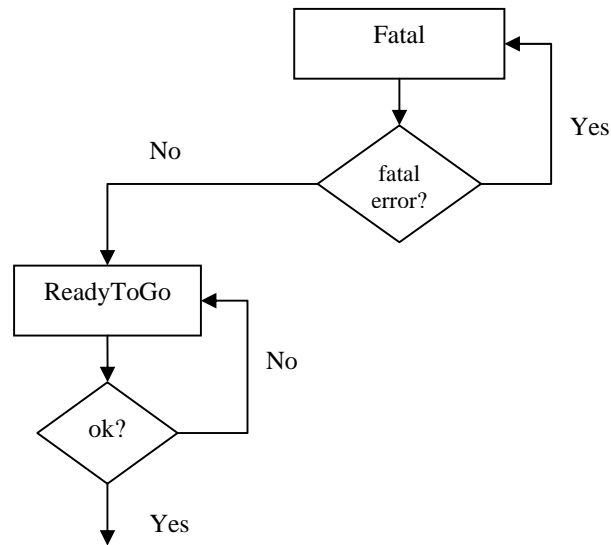 Fatal
Yes
No
fatal
error?
ReadyToGo
No
ok?
Yes